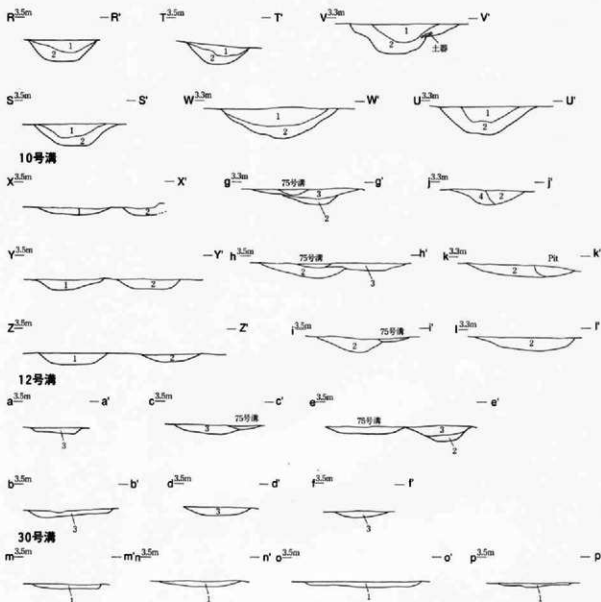 R 3.5m — R' T 3.5m — T' V 3.3m — V'
1 2 1 2 1 2 土器
S 3.5m — S' W 3.3m — W' U 3.3m — U'
1 2 1 2 1 2
10号溝
X 3.5m — X' g 3.3m — g' j 3.3m — j'
75号溝
1 2 3 2 4 2
Y 3.5m — Y' h 3.5m — h' k 3.3m — k'
75号溝 Pit
1 2 2 3 2
Z 3.5m — Z' i 3.5m — i' l 3.3m — l'
75号溝
1 2 2 2
12号溝
a 3.5m — a' c 3.5m — c' e 3.5m — e'
75号溝 75号溝
3 3 3 2
b 3.5m — b' d 3.5m — d' f 3.5m — f'
3 3 3
30号溝
m 3.5m — m' n 3.5m — n' o 3.5m — o' p 3.5m — p
1 1 1 1